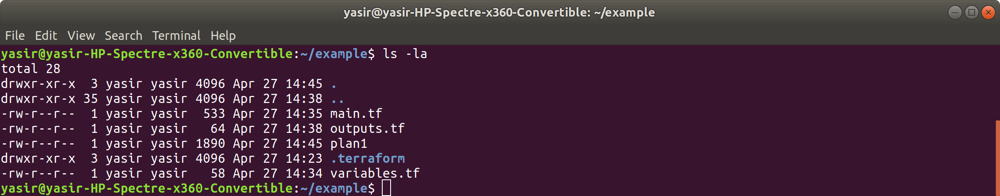 yasir@yasir-HP-Spectre-x360-Convertible: ~/example
File Edit View Search Terminal Help
yasir@yasir-HP-Spectre-x360-Convertible:~/example$ ls -la
total 28
drwxr-xr-x  3 yasir yasir 4096 Apr 27 14:45 .
drwxr-xr-x 35 yasir yasir 4096 Apr 27 14:38 ..
-rw-r--r--  1 yasir yasir  533 Apr 27 14:35 main.tf
-rw-r--r--  1 yasir yasir   64 Apr 27 14:38 outputs.tf
-rw-r--r--  1 yasir yasir 1890 Apr 27 14:45 plan1
drwxr-xr-x  3 yasir yasir 4096 Apr 27 14:23 .terraform
-rw-r--r--  1 yasir yasir   58 Apr 27 14:34 variables.tf
yasir@yasir-HP-Spectre-x360-Convertible:~/example$